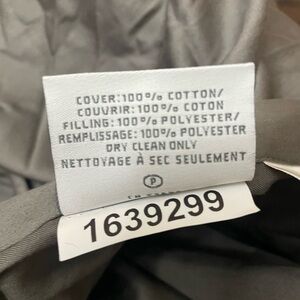 COVER:100% COTTON/
COUVRIR: 100% COTON
FILLING: 100% POLYESTER/
REMPLISSAGE: 100% POLYESTER
DRY CLEAN ONLY
NETTOYAGE À SEC SEULEMENT
P
1639299